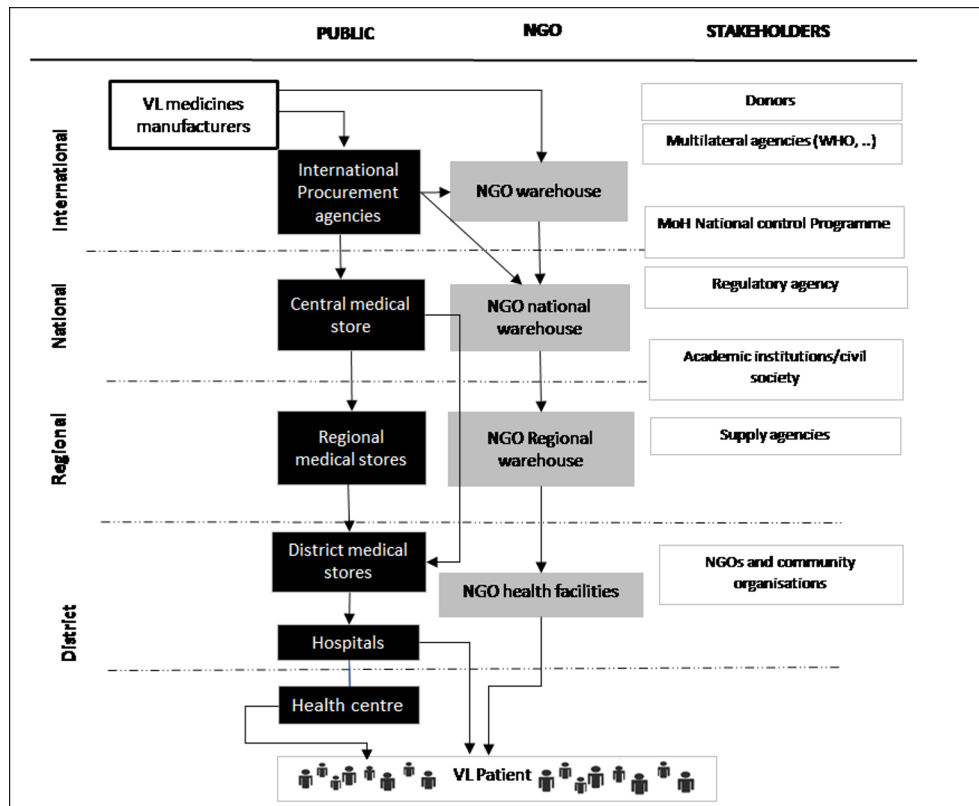 PUBLIC
NGO
STAKEHOLDERS
International
National
Regional
District
VL medicines
manufacturers
International
Procurement
agencies
Central medical
store
Regional
medical stores
District medical
stores
Hospitals
Health centre
NGO warehouse
NGO national
warehouse
NGO Regional
warehouse
NGO health facilities
Donors
Multilateral agencies (WHO, ..)
MoH National control Programme
Regulatory agency
Academic institutions/civil
society
Supply agencies
NGOs and community
organisations
VL Patient